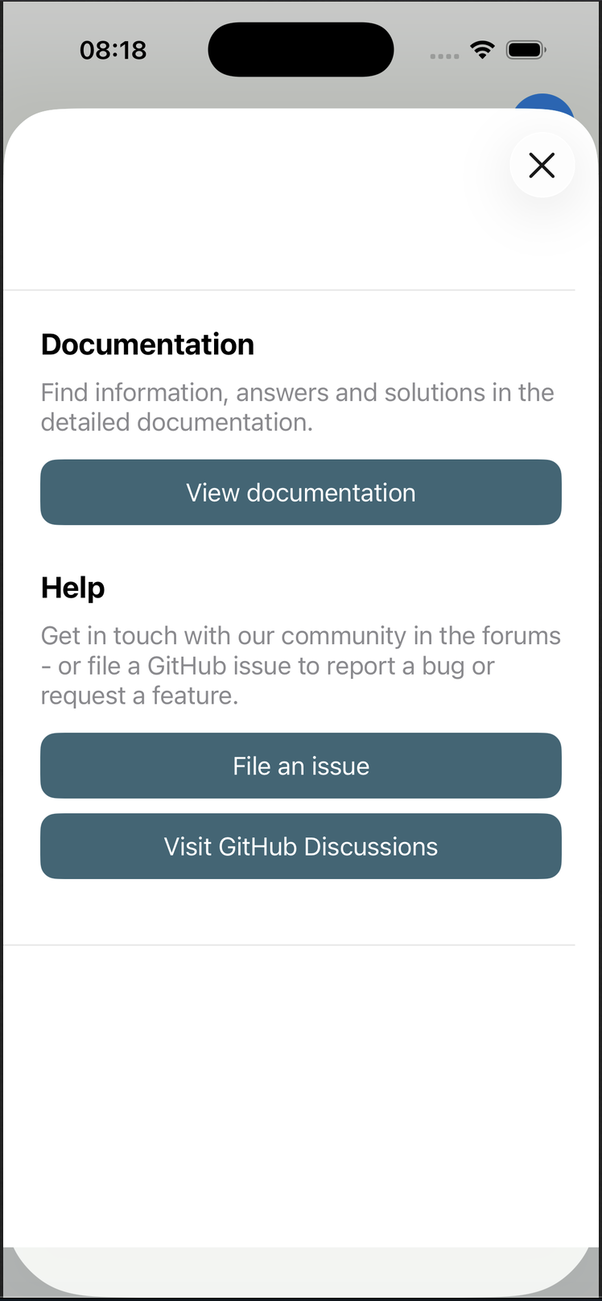 08:18
Documentation
Find information, answers and solutions in the
detailed documentation.
View documentation
Help
Get in touch with our community in the forums
- or file a GitHub issue to report a bug or
request a feature.
File an issue
Visit GitHub Discussions